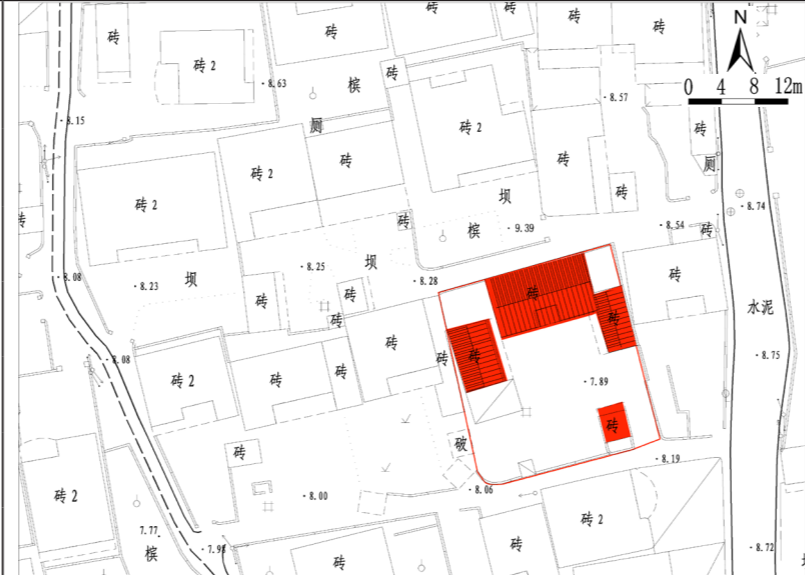 砖
砖
砖
砖
砖
N
砖 2
砖
8.63
槟
砖
8.57
0 4 8 12m
8.15
厕
砖 2
砖
砖 2
砖
砖
厕
砖 2
砖
坝
砖
8.74
砖
砖
槟
9.39
8.54
砖
8.25
坝
坝
8.28
8.08
8.23
砖
砖
砖
砖
水泥
砖
砖
砖
砖
8.08
砖
砖
8.75
砖 2
砖
砖
7.89
砖
砖
破
8.19
砖 2
8.00
8.06
砖 2
7.77
槟
7.98
砖
砖
8.72